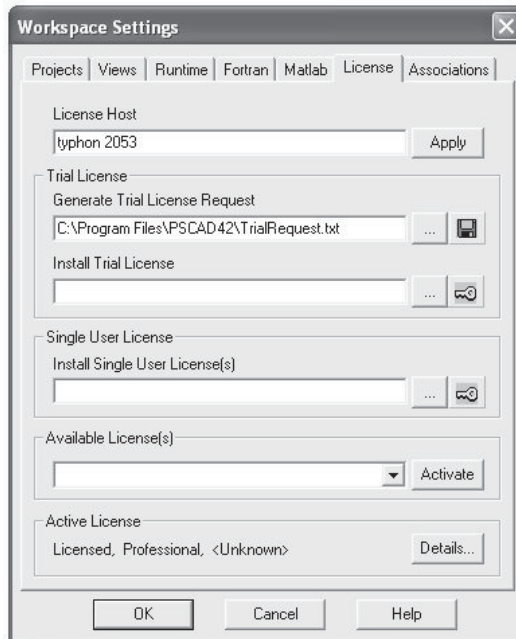 Workspace Settings
Projects Views Runtime Fortran Matlab License Associations
License Host
typhon 2053
Apply
Trial License
Generate Trial License Request
C:\Program Files\PSCAD42\TrialRequest.txt
...
Install Trial License
...
Single User License
Install Single User License(s)
...
Available License(s)
Activate
Active License
Licensed, Professional, <Unknown>
Details...
OK Cancel Help